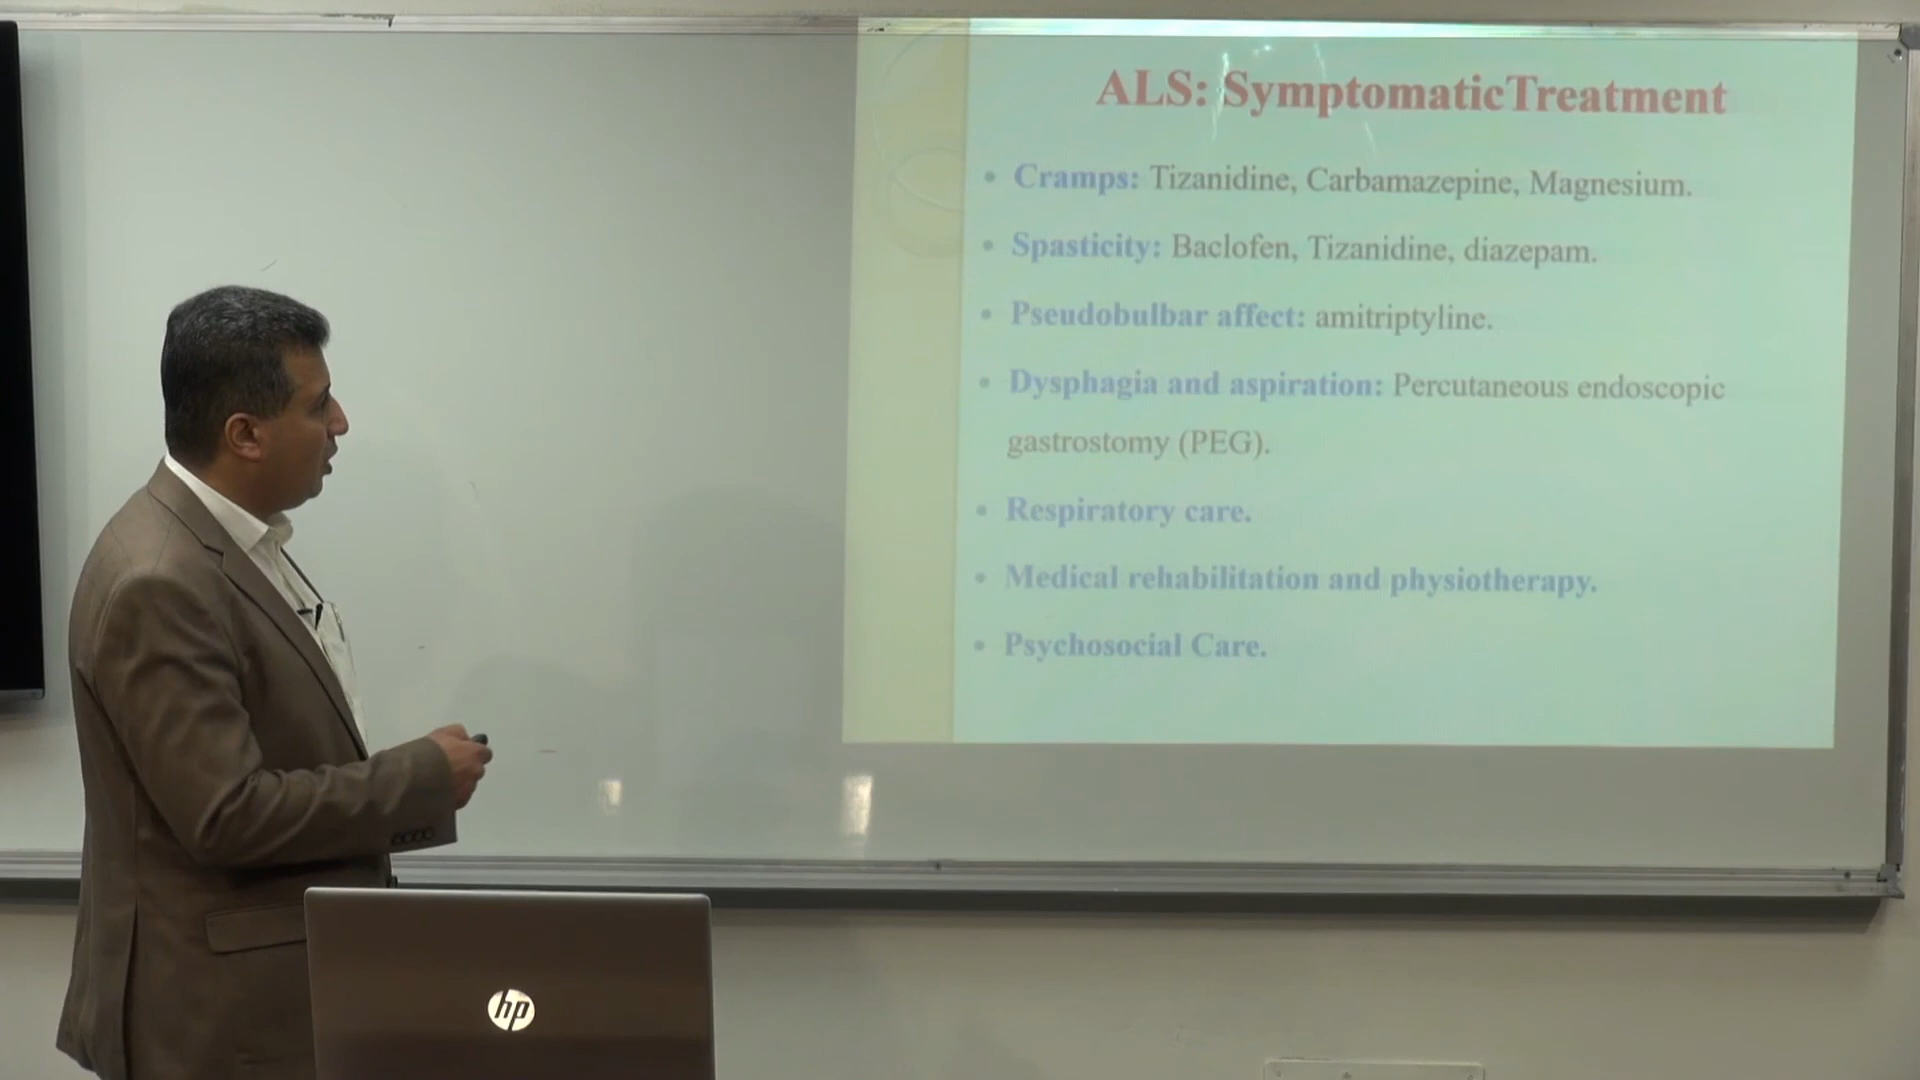 ALS: SymptomaticTreatment
• Cramps: Tizanidine, Carbamazepine, Magnesium.
• Spasticity: Baclofen, Tizanidine, diazepam.
• Pseudobulbar affect: amitriptyline.
• Dysphagia and aspiration: Percutaneous endoscopic
gastrostomy (PEG).
• Respiratory care.
• Medical rehabilitation and physiotherapy.
• Psychosocial Care.
hp